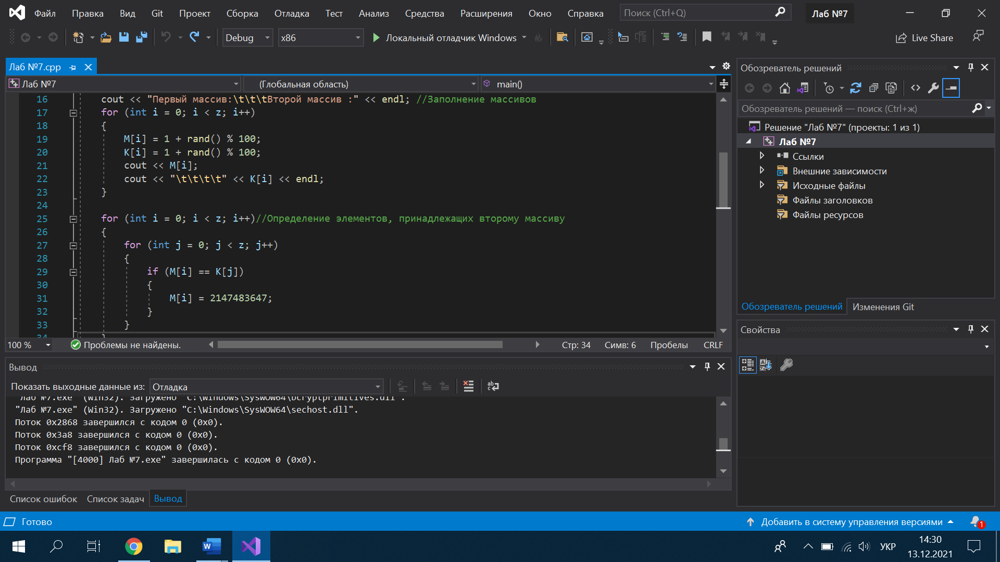 Файл Правка Вид Git Проект Сборка Отладка Тест Анализ Средства Расширения Окно Справка Поиск (Ctrl+Q) Лаб №7
Debug x86 Локальный отладчик Windows Live Share
Лаб №7.cpp
Лаб №7 (Глобальная область) main()
16 cout << "Первый массив:\t\t\tВторой массив :" << endl; //Заполнение массивов
17 for (int i = 0; i < z; i++)
18 {
19 M[i] = 1 + rand() % 100;
20 K[i] = 1 + rand() % 100;
21 cout << M[i];
22 cout << "\t\t\t\t" << K[i] << endl;
23 }
24
25 for (int i = 0; i < z; i++)//Определение элементов, принадлежащих второму массиву
26 {
27 for (int j = 0; j < z; j++)
28 {
29 if (M[i] == K[j])
30 {
31 M[i] = 2147483647;
32 }
33 }
34 }
100 % Проблемы не найдены. Стр: 34 Симв: 6 Пробелы CRLF
Вывод
Показать выходные данные из: Отладка
"Лаб №7.exe" (Win32). Загружено "C:\Windows\SysWOW64\bcryptprimitives.dll".
"Лаб №7.exe" (Win32). Загружено "C:\Windows\SysWOW64\sechost.dll".
Поток 0x2868 завершился с кодом 0 (0x0).
Поток 0x3a8 завершился с кодом 0 (0x0).
Поток 0xcf8 завершился с кодом 0 (0x0).
Программа "[4000] Лаб №7.exe" завершилась с кодом 0 (0x0).
Список ошибок Список задач Вывод
Обозреватель решений
Обозреватель решений — поиск (Ctrl+ж)
Решение "Лаб №7" (проекты: 1 из 1)
Лаб №7
Ссылки
Внешние зависимости
Исходные файлы
Файлы заголовков
Файлы ресурсов
Обозреватель решений Изменения Git
Свойства
Готово Добавить в систему управления версиями 1
УКР 14:30
13.12.2021